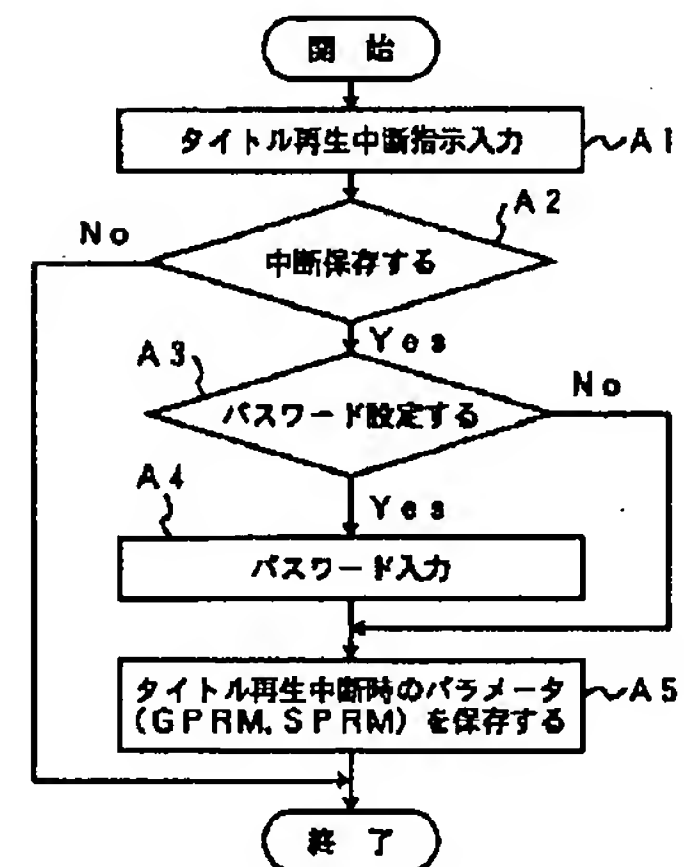 開 始
タイトル再生中断指示入力
A1
A2
No
中断保存する
Yes
A3
No
パスワード設定する
A4
Yes
パスワード入力
タイトル再生中断時のパラメータ
(GPRM, SPRM) を保存する
A5
終 了